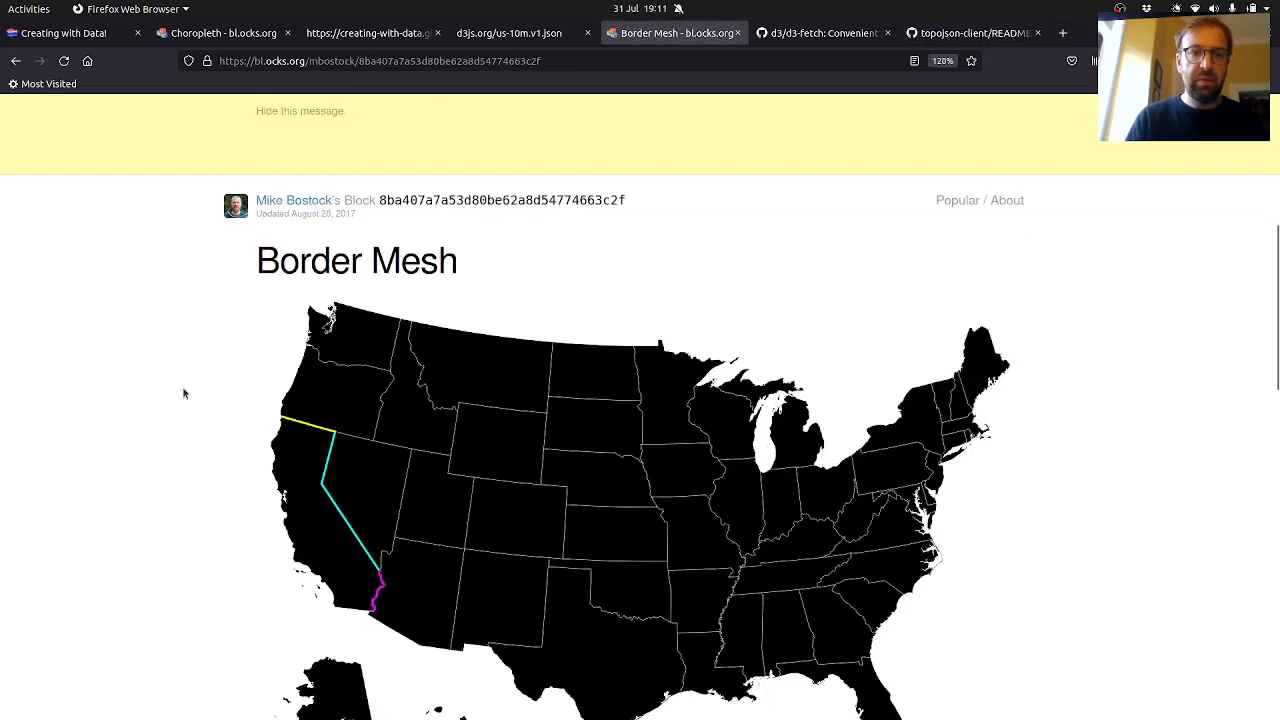 Activities
Firefox Web Browser
31 Jul 19:11
Creating with Data!
Choropleth - bl.ocks.org
https://creating-with-data.gl
d3js.org/us-10m.v1.json
Border Mesh - bl.ocks.org
d3/d3-fetch: Convenient
topojson-client/README
https://bl.ocks.org/mbostock/8ba407a7a53d80be62a8d54774663c2f
120%
Most Visited
Hide this message.
Mike Bostock's Block 8ba407a7a53d80be62a8d54774663c2f
Popular / About
Updated August 28, 2017
Border Mesh